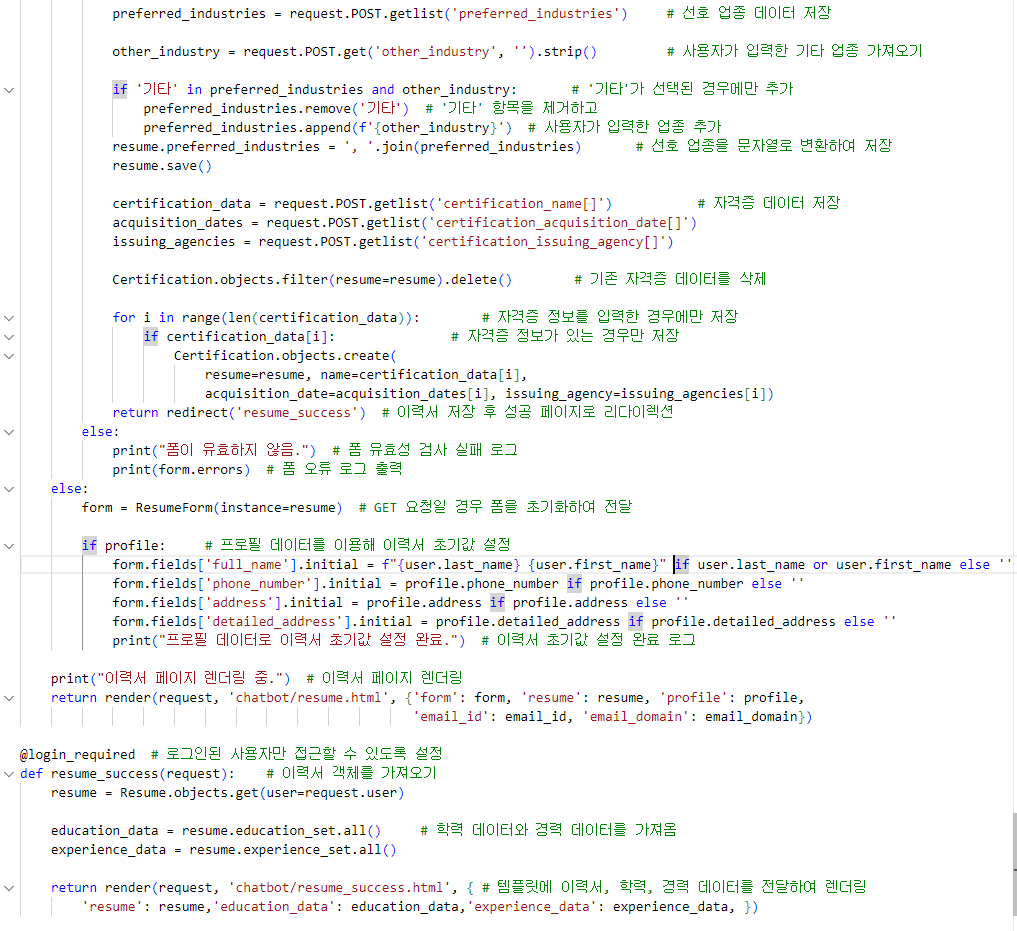 preferred_industries = request.POST.getlist('preferred_industries')     # 선호 업종 데이터 저장
other_industry = request.POST.get('other_industry', '').strip()         # 사용자가 입력한 기타 업종 가져오기
if '기타' in preferred_industries and other_industry:       # '기타'가 선택된 경우에만 추가
    preferred_industries.remove('기타')  # '기타' 항목을 제거하고
    preferred_industries.append(f'{other_industry}')  # 사용자가 입력한 업종 추가
resume.preferred_industries = ', '.join(preferred_industries)       # 선호 업종을 문자열로 변환하여 저장
resume.save()
certification_data = request.POST.getlist('certification_name[]')           # 자격증 데이터 저장
acquisition_dates = request.POST.getlist('certification_acquisition_date[]')
issuing_agencies = request.POST.getlist('certification_issuing_agency[]')
Certification.objects.filter(resume=resume).delete()        # 기존 자격증 데이터를 삭제
for i in range(len(certification_data)):        # 자격증 정보를 입력한 경우에만 저장
    if certification_data[i]:               # 자격증 정보가 있는 경우만 저장
        Certification.objects.create(
            resume=resume, name=certification_data[i],
            acquisition_date=acquisition_dates[i], issuing_agency=issuing_agencies[i])
return redirect('resume_success')  # 이력서 저장 후 성공 페이지로 리다이렉션
else:
    print("폼이 유효하지 않음.")  # 폼 유효성 검사 실패 로그
    print(form.errors)  # 폼 오류 로그 출력
else:
    form = ResumeForm(instance=resume)  # GET 요청일 경우 폼을 초기화하여 전달
    if profile:     # 프로필 데이터를 이용해 이력서 초기값 설정
        form.fields['full_name'].initial = f"{user.last_name} {user.first_name}" if user.last_name or user.first_name else ''
        form.fields['phone_number'].initial = profile.phone_number if profile.phone_number else ''
        form.fields['address'].initial = profile.address if profile.address else ''
        form.fields['detailed_address'].initial = profile.detailed_address if profile.detailed_address else ''
        print("프로필 데이터로 이력서 초기값 설정 완료.")  # 이력서 초기값 설정 완료 로그
print("이력서 페이지 렌더링 중.")  # 이력서 페이지 렌더링
return render(request, 'chatbot/resume.html', {'form': form, 'resume': resume, 'profile': profile,
'email_id': email_id, 'email_domain': email_domain})
@login_required  # 로그인된 사용자만 접근할 수 있도록 설정
def resume_success(request):    # 이력서 객체를 가져오기
    resume = Resume.objects.get(user=request.user)
    education_data = resume.education_set.all()     # 학력 데이터와 경력 데이터를 가져옴
    experience_data = resume.experience_set.all()
    return render(request, 'chatbot/resume_success.html', { # 템플릿에 이력서, 학력, 경력 데이터를 전달하여 렌더링
        'resume': resume,'education_data': education_data,'experience_data': experience_data, })